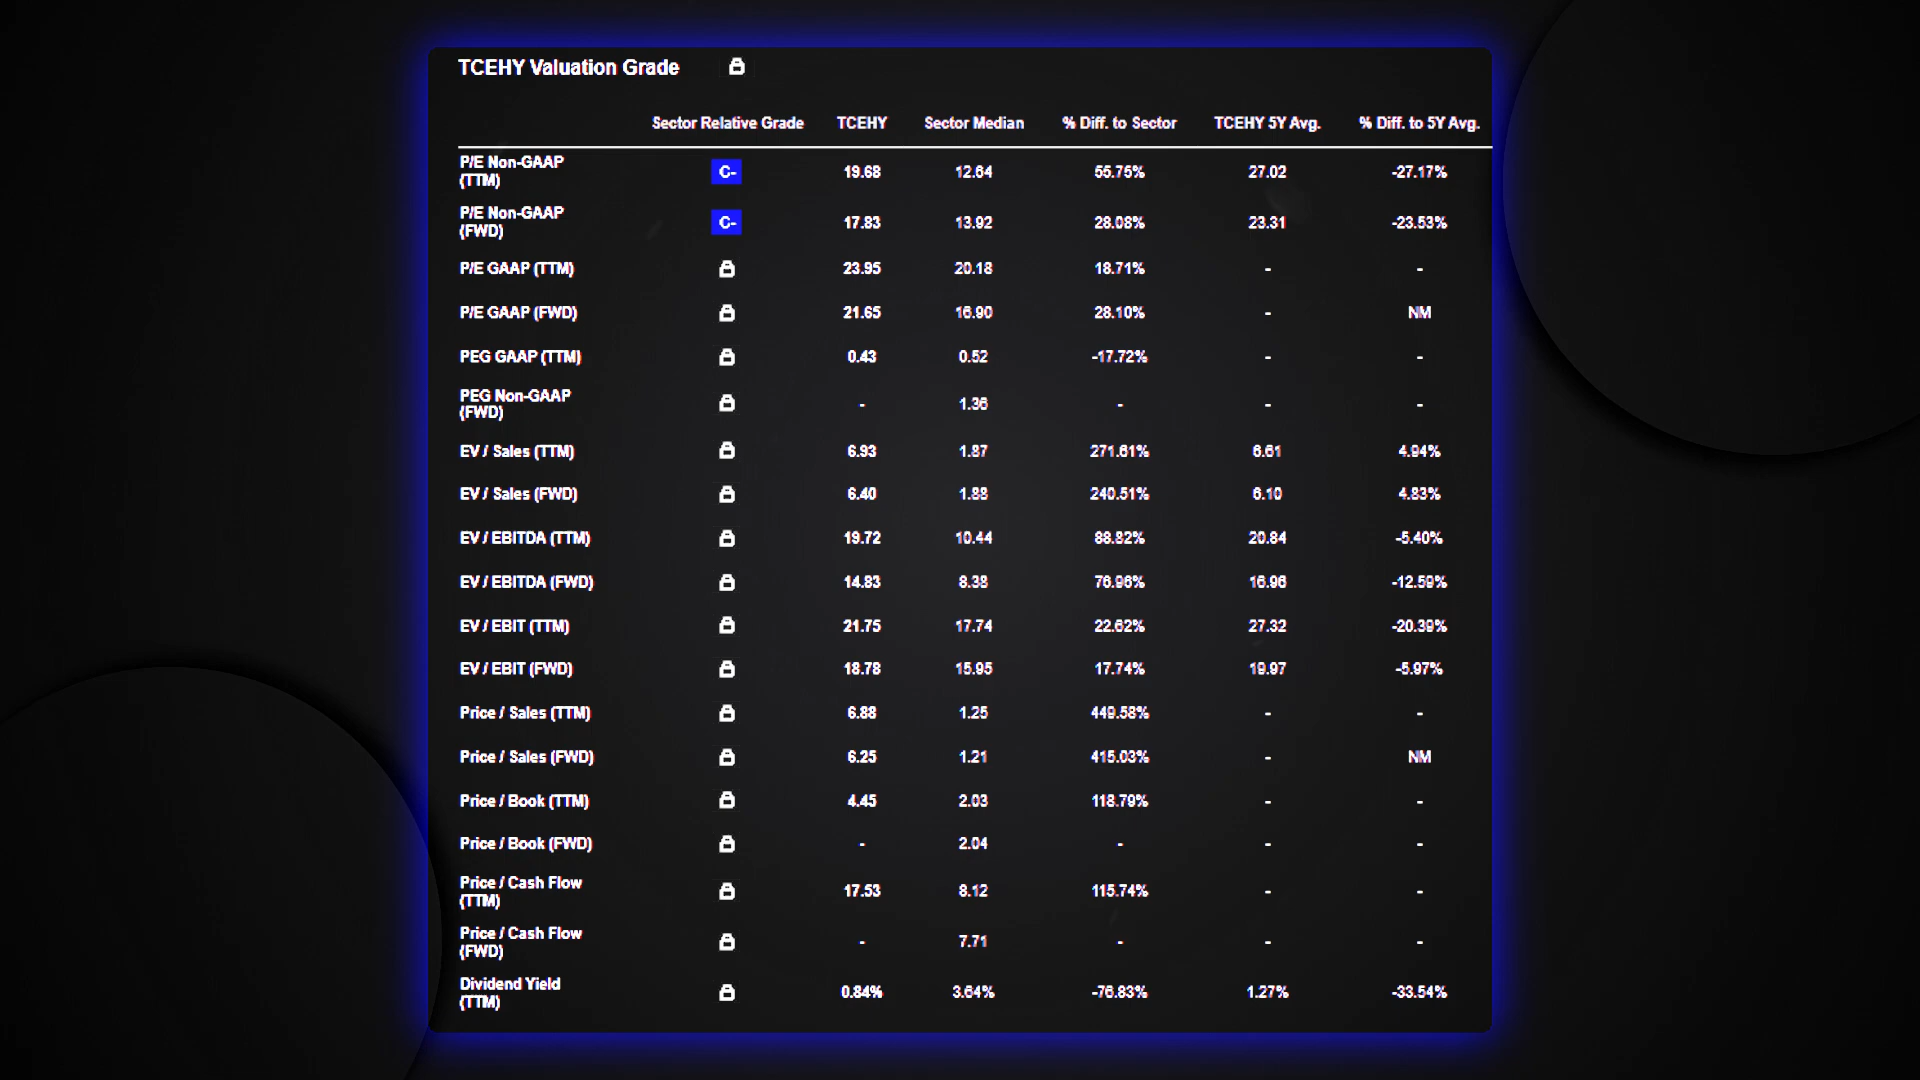 TCEHY Valuation Grade
Sector Relative Grade TCEHY Sector Median % Diff. to Sector TCEHY 5Y Avg. % Diff. to 5Y Avg.
P/E Non-GAAP
(TTM) C- 19.68 12.64 55.75% 27.02 -27.17%
P/E Non-GAAP
(FWD) C- 17.83 13.92 28.08% 23.31 -23.53%
P/E GAAP (TTM) 23.95 20.18 18.71% - -
P/E GAAP (FWD) 21.65 16.90 28.10% - NM
PEG GAAP (TTM) 0.43 0.52 -17.72% - -
PEG Non-GAAP
(FWD) - 1.36 - - -
EV / Sales (TTM) 6.93 1.87 271.61% 6.61 4.94%
EV / Sales (FWD) 6.40 1.88 240.51% 6.10 4.83%
EV / EBITDA (TTM) 19.72 10.44 88.82% 20.84 -5.40%
EV / EBITDA (FWD) 14.83 8.38 76.96% 16.96 -12.59%
EV / EBIT (TTM) 21.75 17.74 22.62% 27.32 -20.39%
EV / EBIT (FWD) 18.78 15.95 17.74% 19.97 -5.97%
Price / Sales (TTM) 6.88 1.25 449.58% - -
Price / Sales (FWD) 6.25 1.21 415.03% - NM
Price / Book (TTM) 4.45 2.03 118.79% - -
Price / Book (FWD) - 2.04 - - -
Price / Cash Flow
(TTM) 17.53 8.12 115.74% - -
Price / Cash Flow
(FWD) - 7.71 - - -
Dividend Yield
(TTM) 0.84% 3.64% -76.83% 1.27% -33.54%